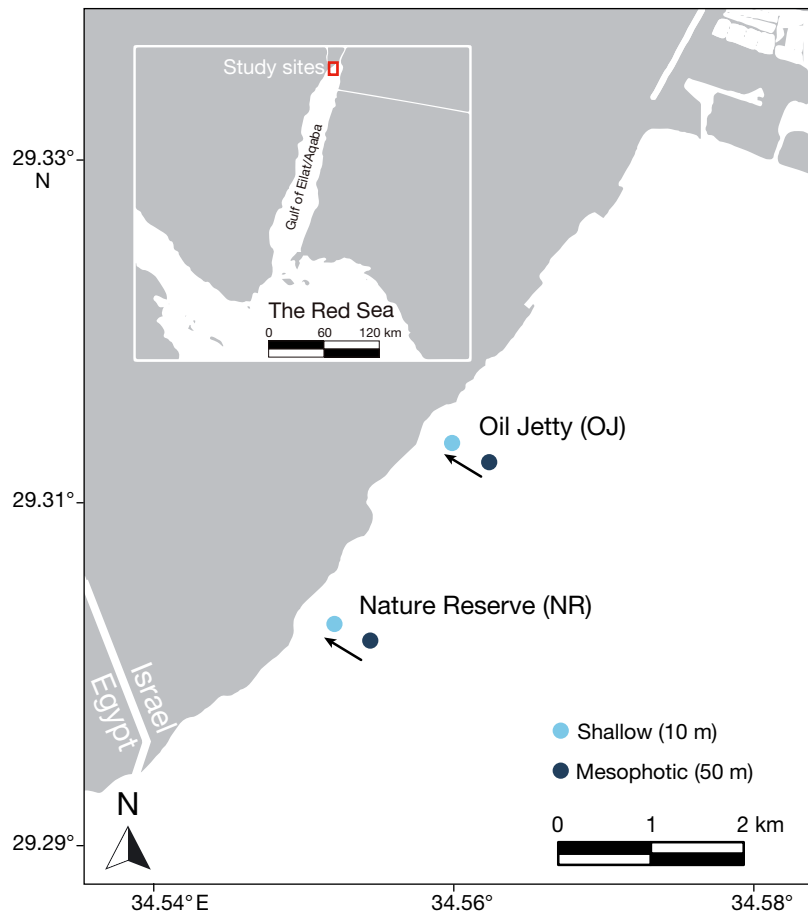 Study sites
Gulf of Eilat/Aqaba
The Red Sea
0 60 120 km
29.33°
N
29.31°
29.29°
Oil Jetty (OJ)
Nature Reserve (NR)
Israel
Egypt
N
Shallow (10 m)
Mesophotic (50 m)
0 1 2 km
34.54° E 34.56° 34.58°